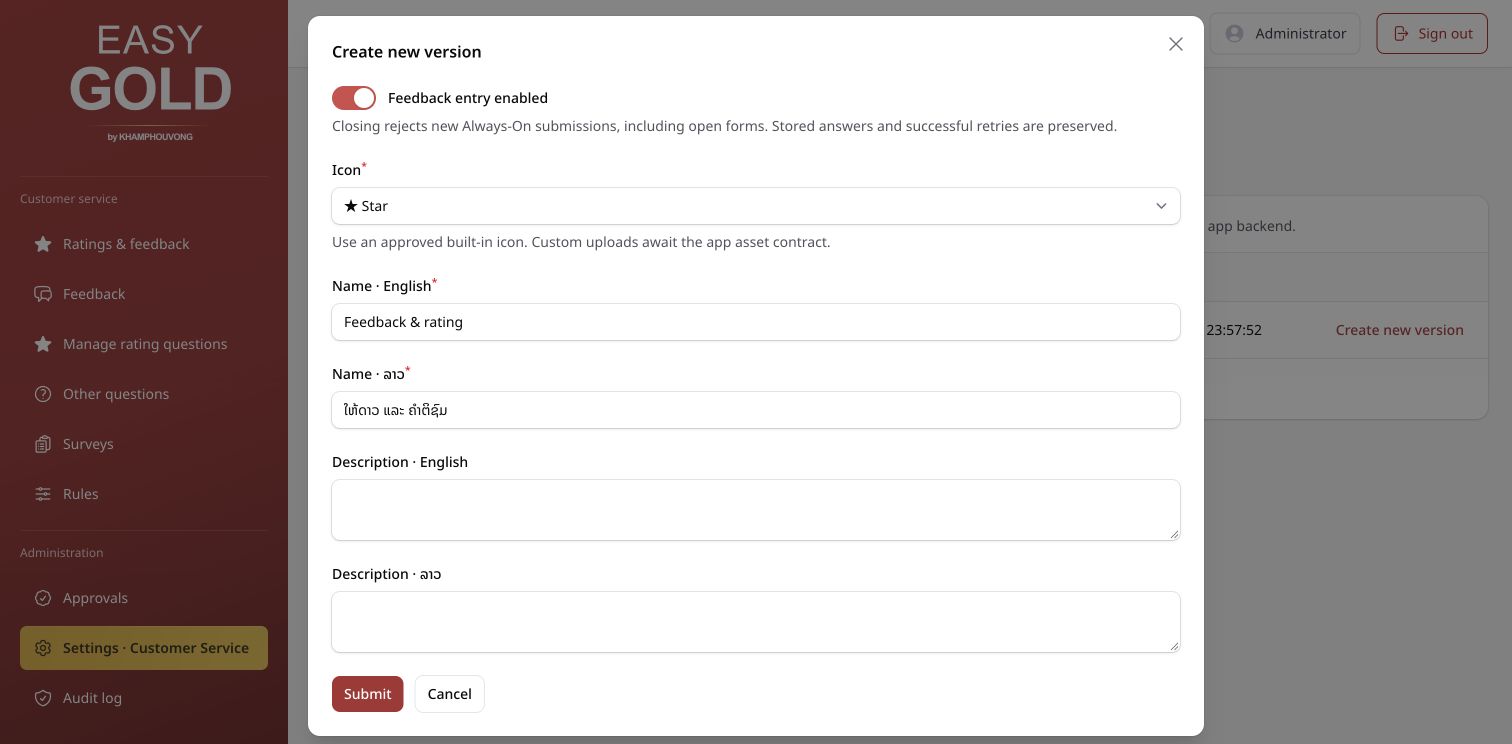 EASY
GOLD
by KHAMPHOUVONG
Customer service
Ratings & feedback
Feedback
Manage rating questions
Other questions
Surveys
Rules
Administration
Approvals
Settings · Customer Service
Audit log
Administrator
Sign out
app backend.
23:57:52
Create new version
Create new version
Feedback entry enabled
Closing rejects new Always-On submissions, including open forms. Stored answers and successful retries are preserved.
Icon*
★ Star
Use an approved built-in icon. Custom uploads await the app asset contract.
Name · English*
Feedback & rating
Name · ລາວ*
ໃຫ້ດາວ ແລະ ຄຳຕິຊົມ
Description · English
Description · ລາວ
Submit
Cancel